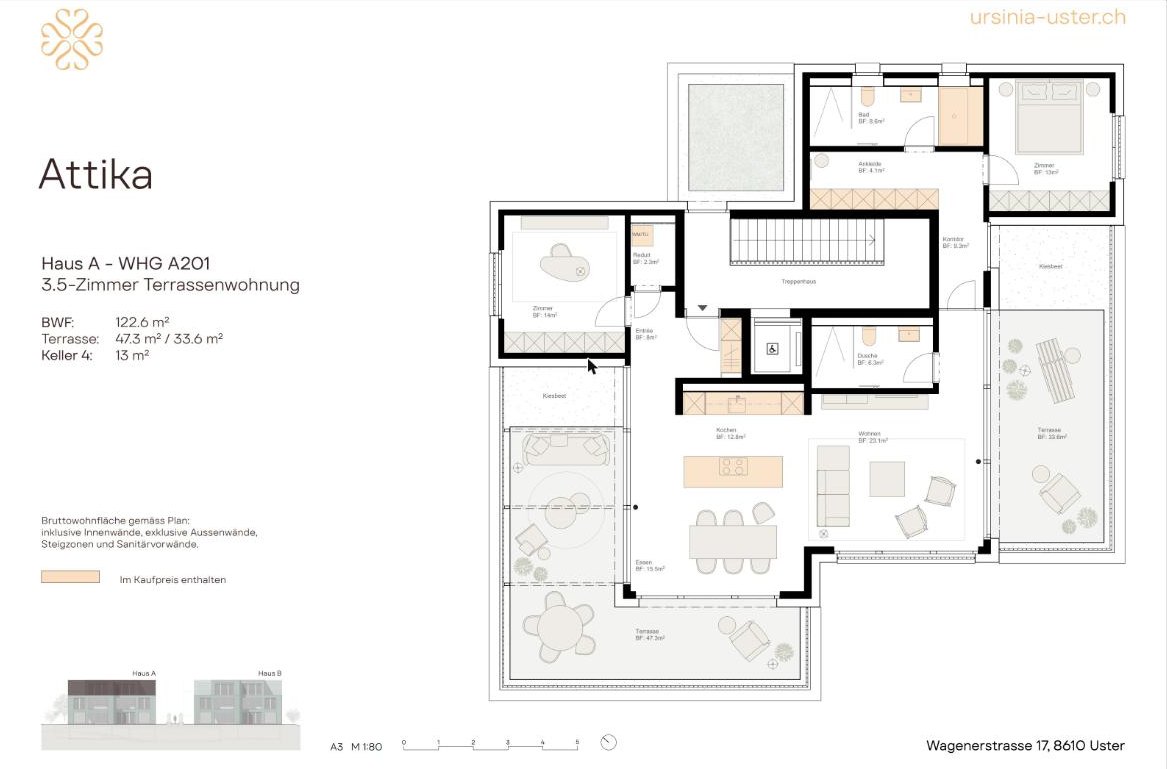 ursinia-uster.ch
Attika
Haus A - WHG A201
3.5-Zimmer Terrassenwohnung
BWF: 122.6 m²
Terrasse: 47.3 m² / 33.6 m²
Keller 4: 13 m²
Bad
BF: 8.6m²
Ankleide
BF: 4.1m²
Zimmer
BF: 13m²
Korridor
BF: 9.3m²
Kiesbeet
WM/TU
Reduit
BF: 2.3m²
Treppenhaus
Zimmer
BF: 14m²
Entrée
BF: 8m²
Dusche
BF: 6.3m²
Kiesbeet
Kochen
BF: 12.8m²
Wohnen
BF: 23.1m²
Terrasse
BF: 33.6m²
Essen
BF: 19.5m²
Terrasse
BF: 47.3m²
Bruttowohnfläche gemäss Plan:
inklusive Innenwände, exklusive Aussenwände,
Steigzonen und Sanitärvorwände.
Im Kaufpreis enthalten
Haus A Haus B
A3 M 1:80 0 1 2 3 4 5
Wagenerstrasse 17, 8610 Uster